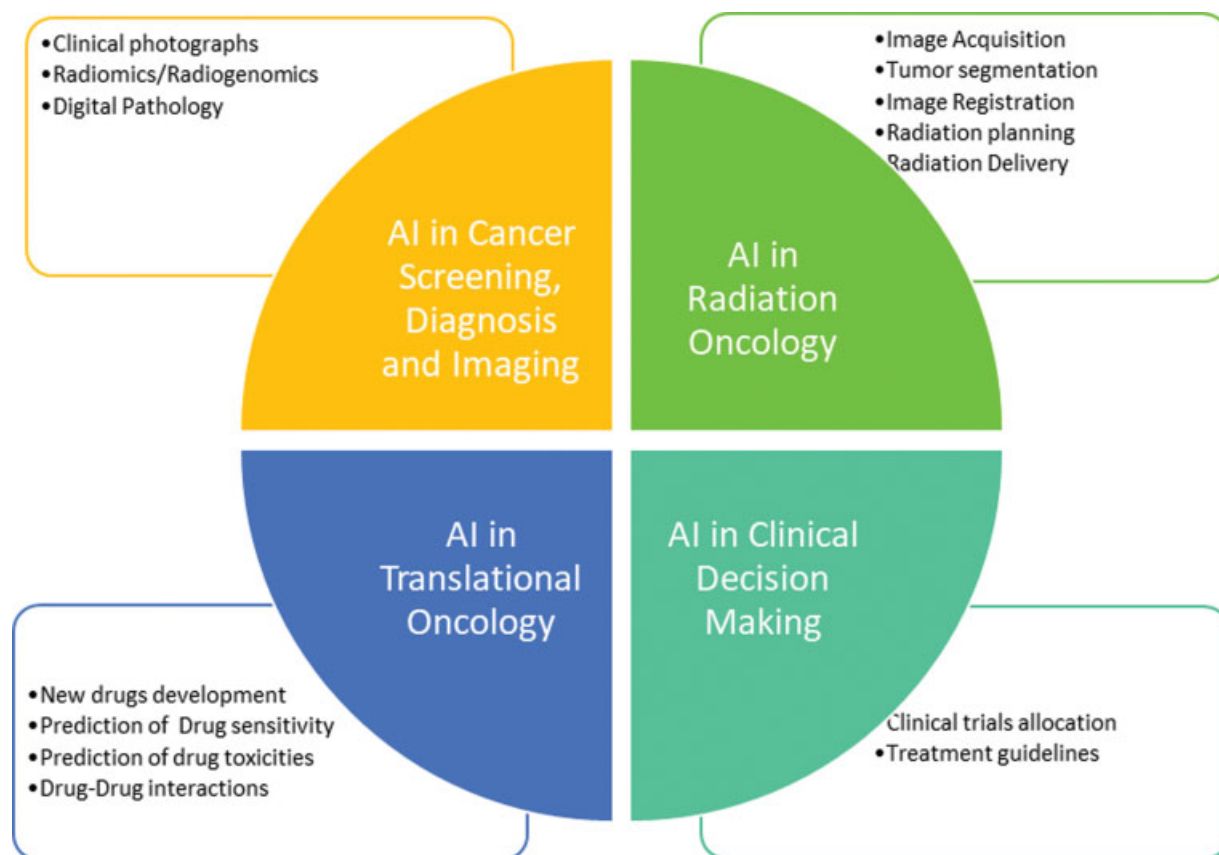 •Clinical photographs
•Radiomics/Radiogenomics
•Digital Pathology
•Image Acquisition
•Tumor segmentation
•Image Registration
•Radiation planning
•Radiation Delivery
AI in Cancer
Screening,
Diagnosis
and Imaging
AI in
Radiation
Oncology
AI in
Translational
Oncology
AI in Clinical
Decision
Making
•New drugs development
•Prediction of Drug sensitivity
•Prediction of drug toxicities
•Drug-Drug interactions
Clinical trials allocation
•Treatment guidelines